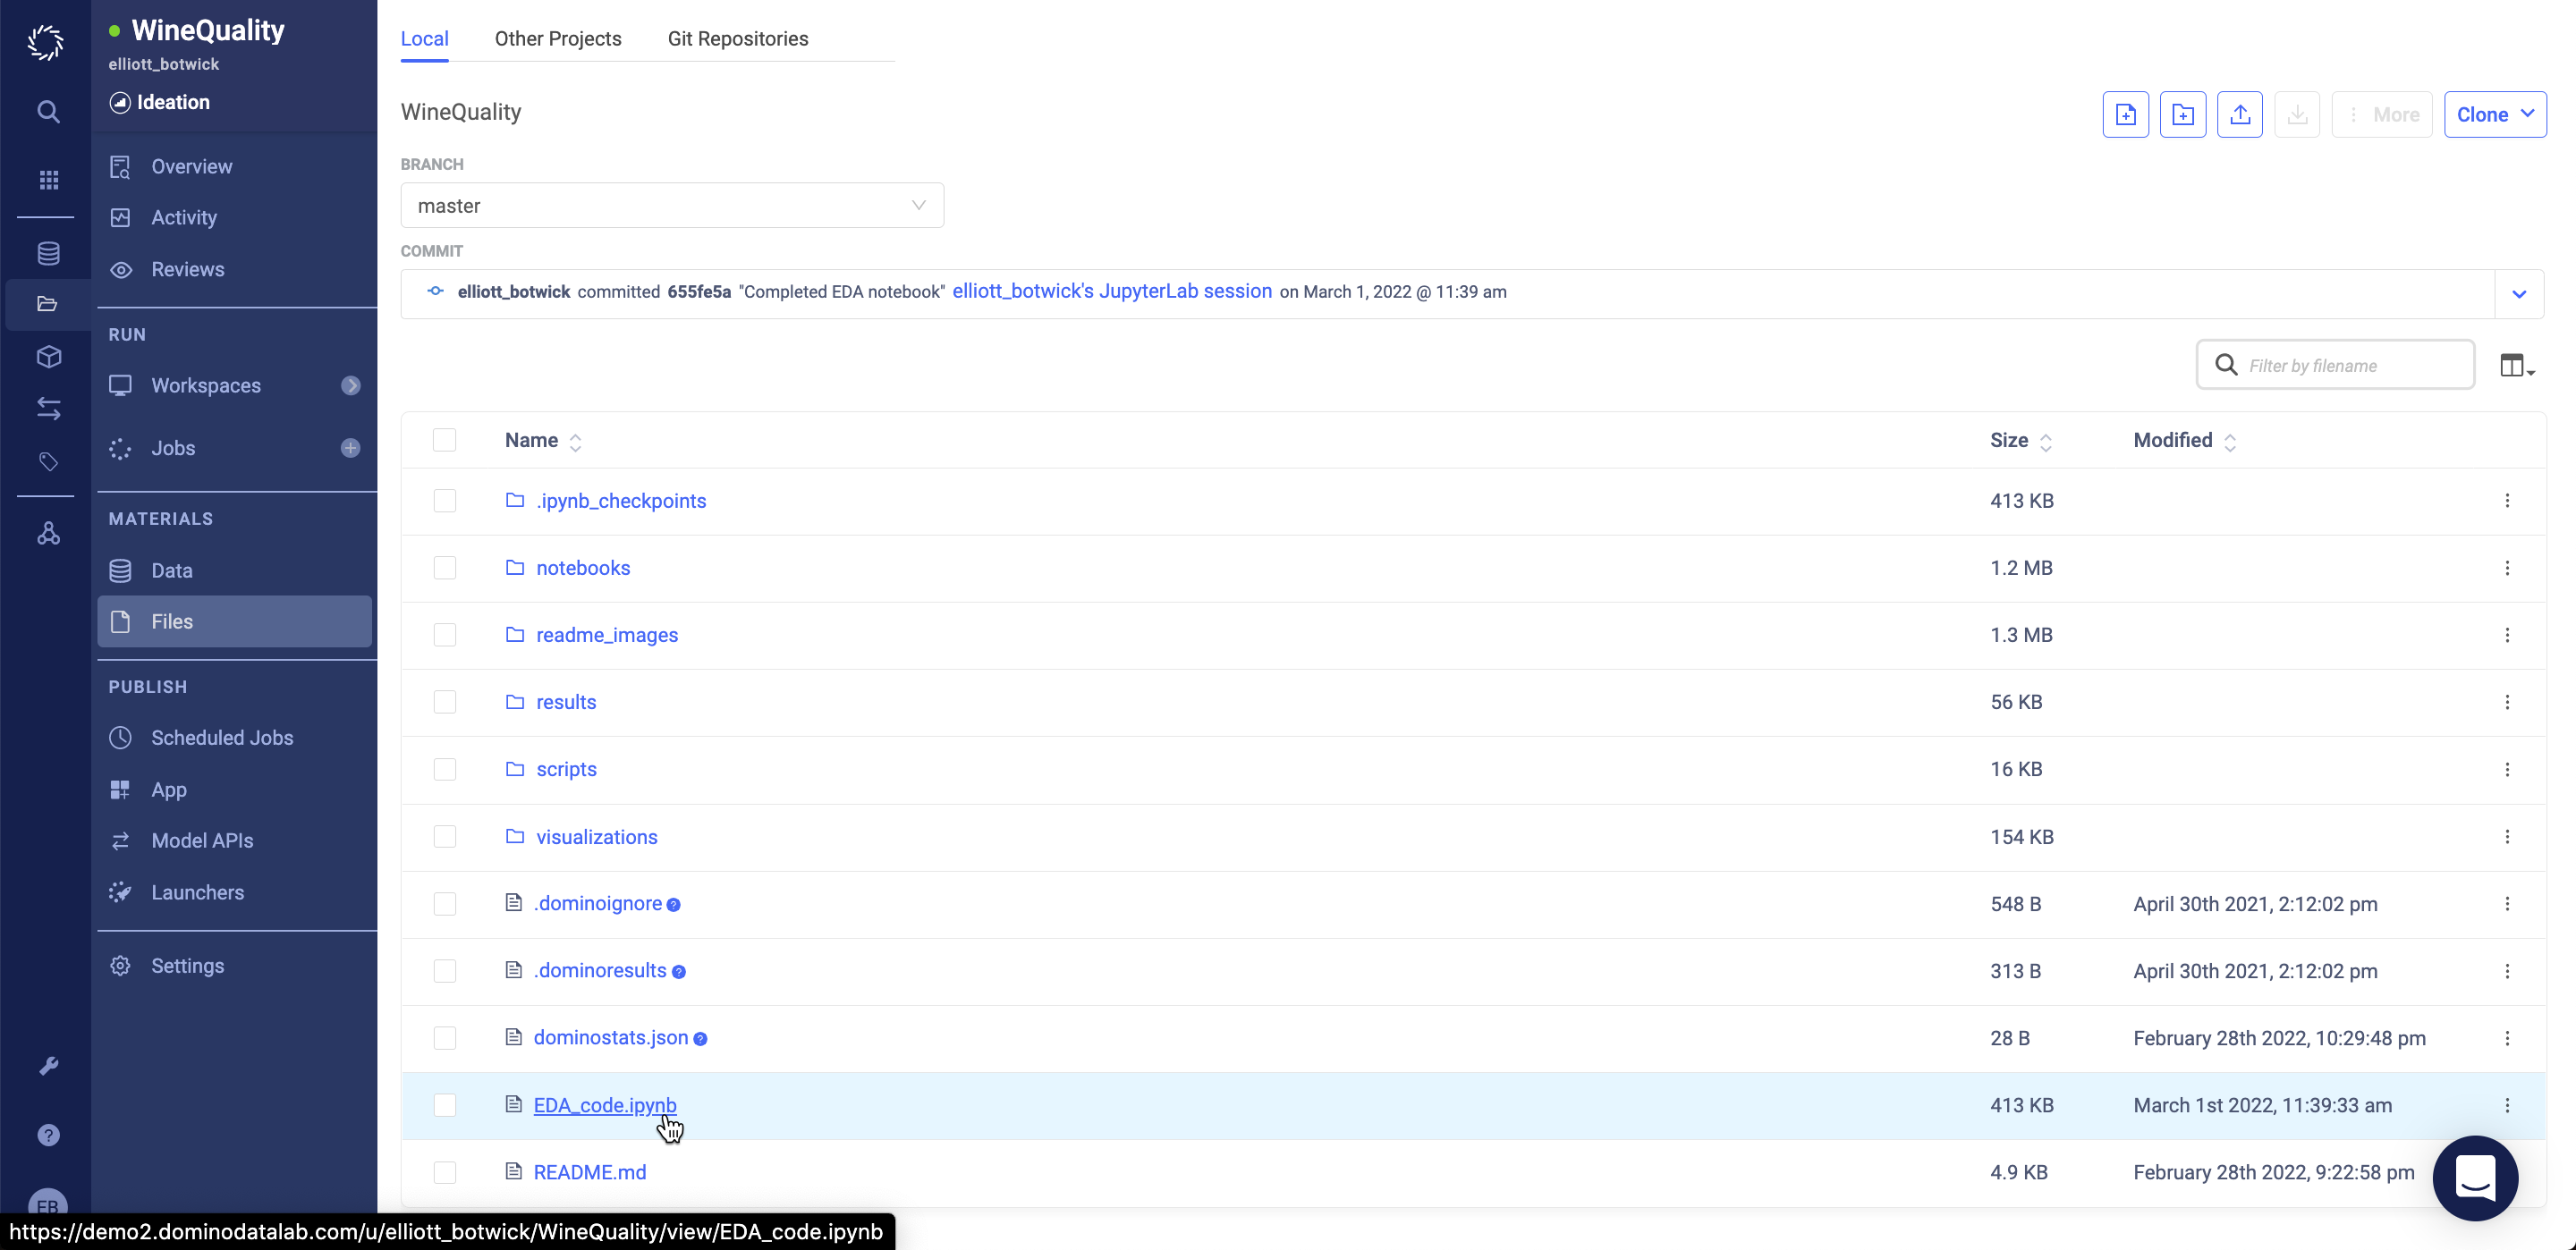 WineQuality
elliott_botwick
Ideation
Overview
Activity
Reviews
RUN
Workspaces
Jobs
MATERIALS
Data
Files
PUBLISH
Scheduled Jobs
App
Model APIs
Launchers
Settings
EB
Local Other Projects Git Repositories
WineQuality
More Clone
BRANCH
master
COMMIT
elliott_botwick committed 655fe5a "Completed EDA notebook" elliott_botwick's JupyterLab session on March 1, 2022 @ 11:39 am
Filter by filename
Name Size Modified
.ipynb_checkpoints 413 KB
notebooks 1.2 MB
readme_images 1.3 MB
results 56 KB
scripts 16 KB
visualizations 154 KB
.dominoignore ? 548 B April 30th 2021, 2:12:02 pm
.dominoresults ? 313 B April 30th 2021, 2:12:02 pm
dominostats.json ? 28 B February 28th 2022, 10:29:48 pm
EDA_code.ipynb 413 KB March 1st 2022, 11:39:33 am
README.md 4.9 KB February 28th 2022, 9:22:58 pm
https://demo2.dominodatalab.com/u/elliott_botwick/WineQuality/view/EDA_code.ipynb